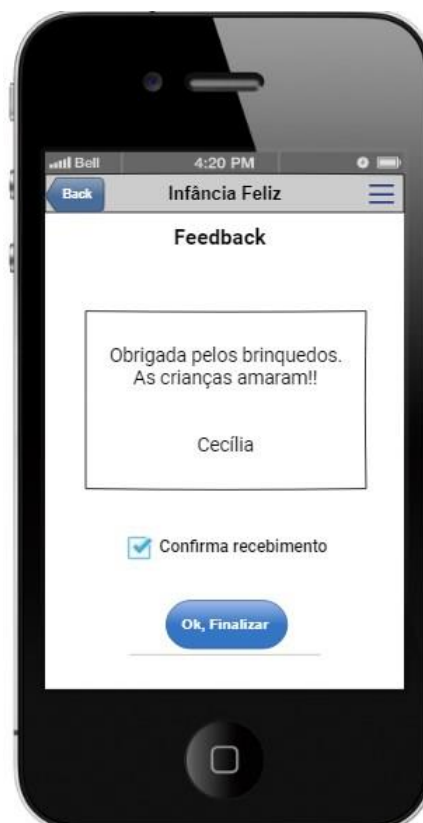 Bell 4:20 PM
Back Infância Feliz
Feedback
Obrigada pelos brinquedos.
As crianças amaram!!
Cecília
Confirma recebimento
Ok, Finalizar